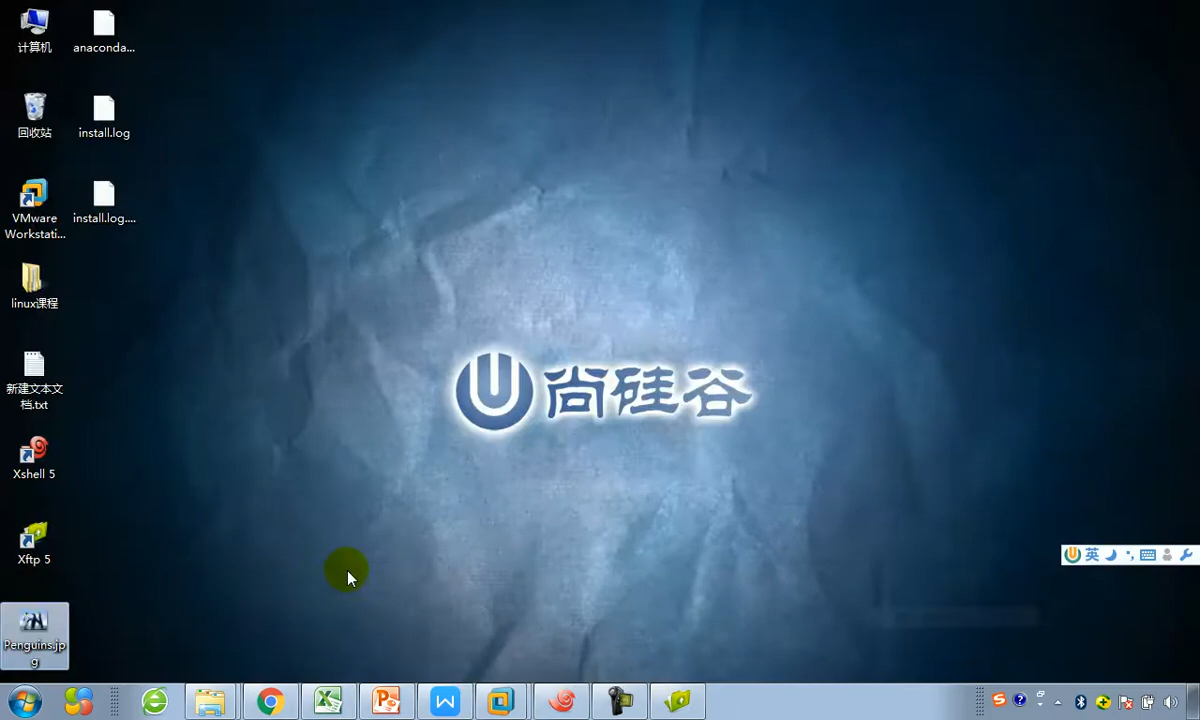 计算机
anaconda...
回收站
install.log
VMware
Workstati...
install.log....
linux课程
新建文本文
档.txt
Xshell 5
Xftp 5
Penguins.jp
g
尚硅谷
英